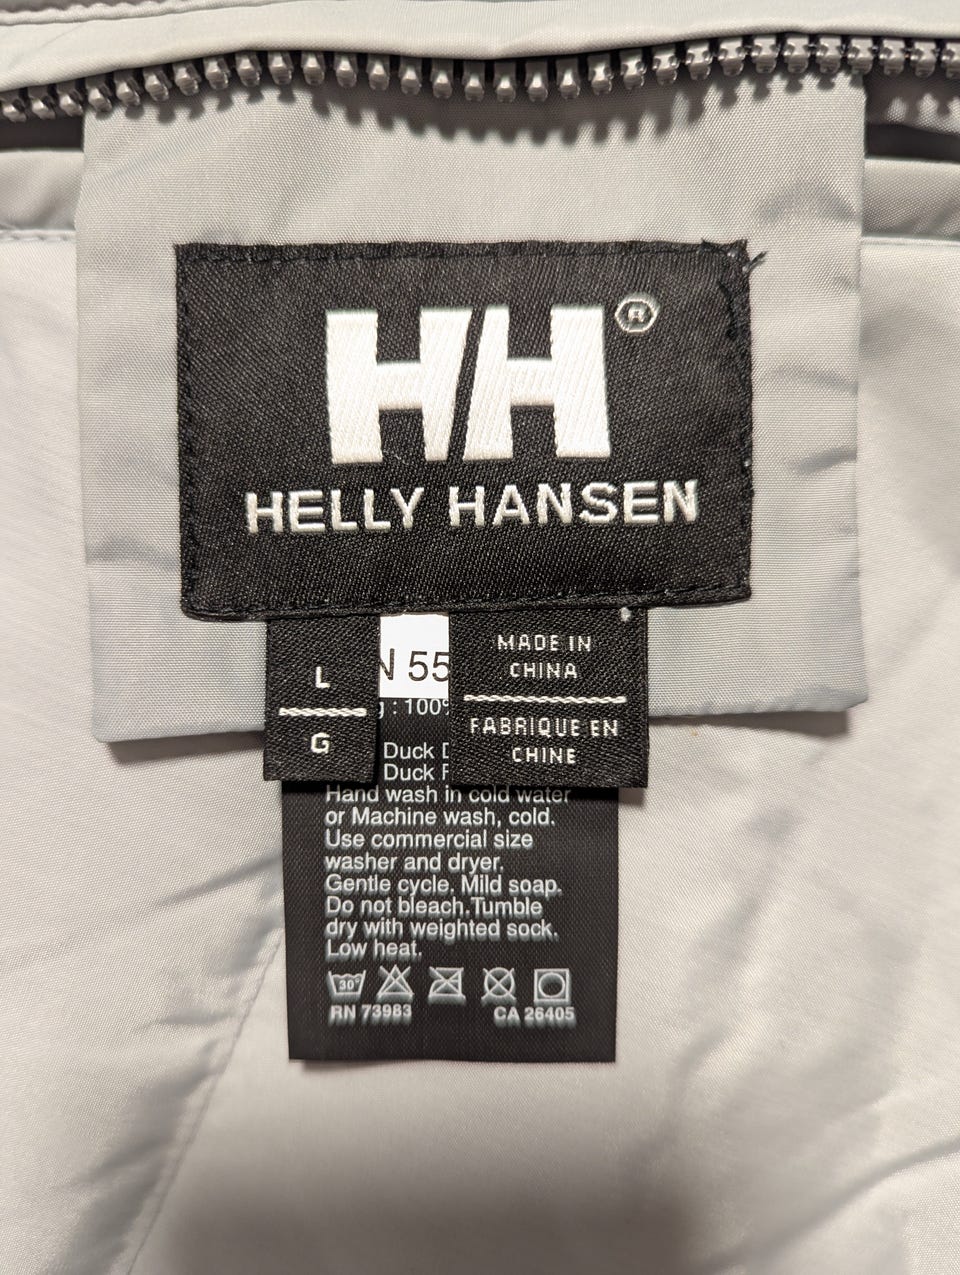 HH®
HELLY HANSEN
L
G
55
MADE IN
CHINA
FABRIQUE EN
CHINE
: 100%
Duck
Duck
Hand wash in cold water
or Machine wash, cold.
Use commercial size
washer and dryer.
Gentle cycle. Mild soap.
Do not bleach.Tumble
dry with weighted sock.
Low heat.
30°
RN 73983 CA 26405